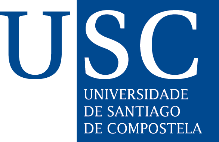 USC
UNIVERSIDADE
DE SANTIAGO
DE COMPOSTELA